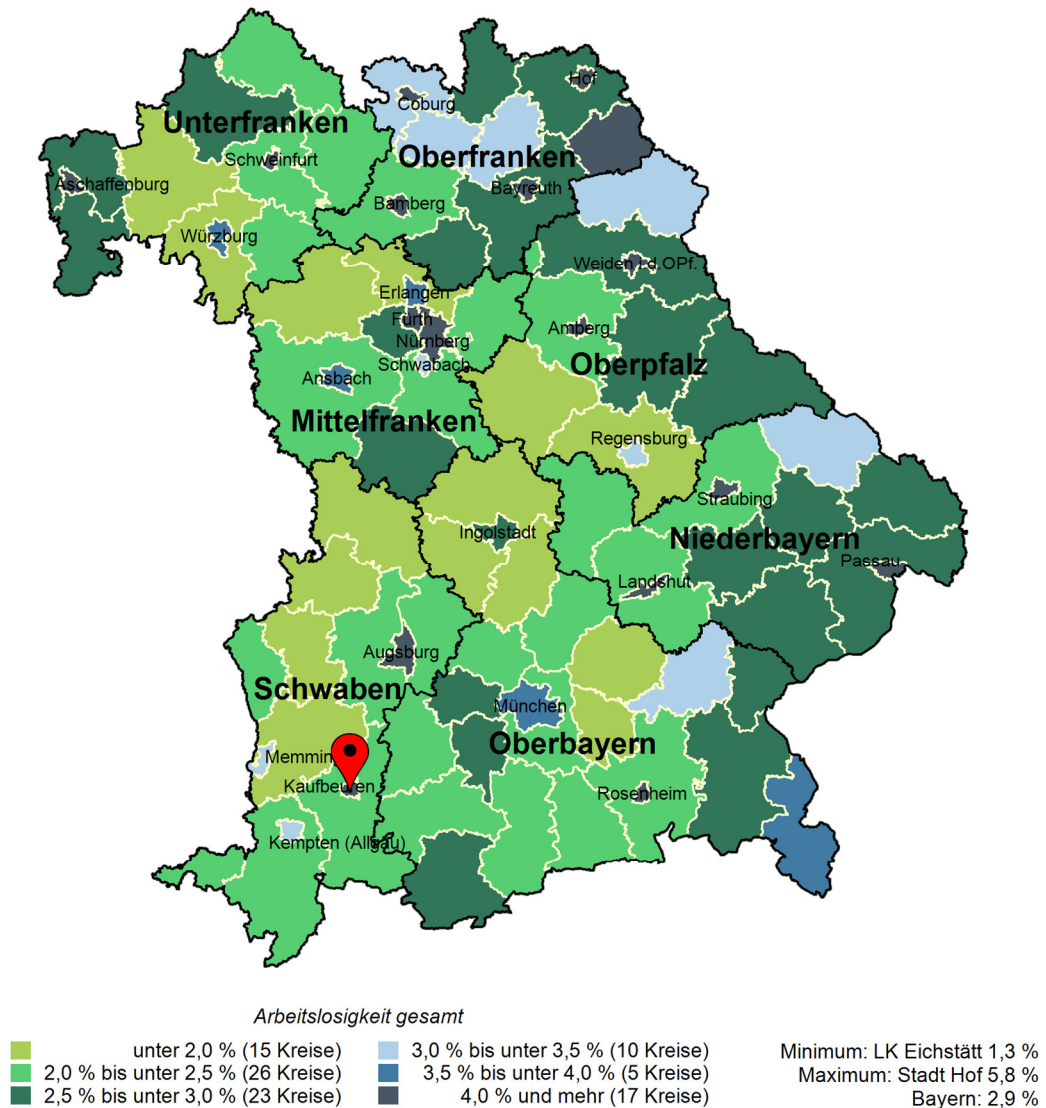 Hof
Coburg
Unterfranken
Oberfranken
Schweinfurt
Aschaffenburg
Bayreuth
Bamberg
Würzburg
Weiden i.d.OPf.
Erlangen
Fürth
Amberg
Nürnberg
Schwabach
Oberpfalz
Ansbach
Mittelfranken
Regensburg
Straubing
Ingolstadt
Niederbayern
Passau
Landshut
Augsburg
Schwaben
München
Oberbayern
Memmin
Kaufbeuren
Rosenheim
Kempten (Allgäu)
Arbeitslosigkeit gesamt
unter 2,0 % (15 Kreise)
2,0 % bis unter 2,5 % (26 Kreise)
2,5 % bis unter 3,0 % (23 Kreise)
3,0 % bis unter 3,5 % (10 Kreise)
3,5 % bis unter 4,0 % (5 Kreise)
4,0 % und mehr (17 Kreise)
Minimum: LK Eichstätt 1,3 %
Maximum: Stadt Hof 5,8 %
Bayern: 2,9 %